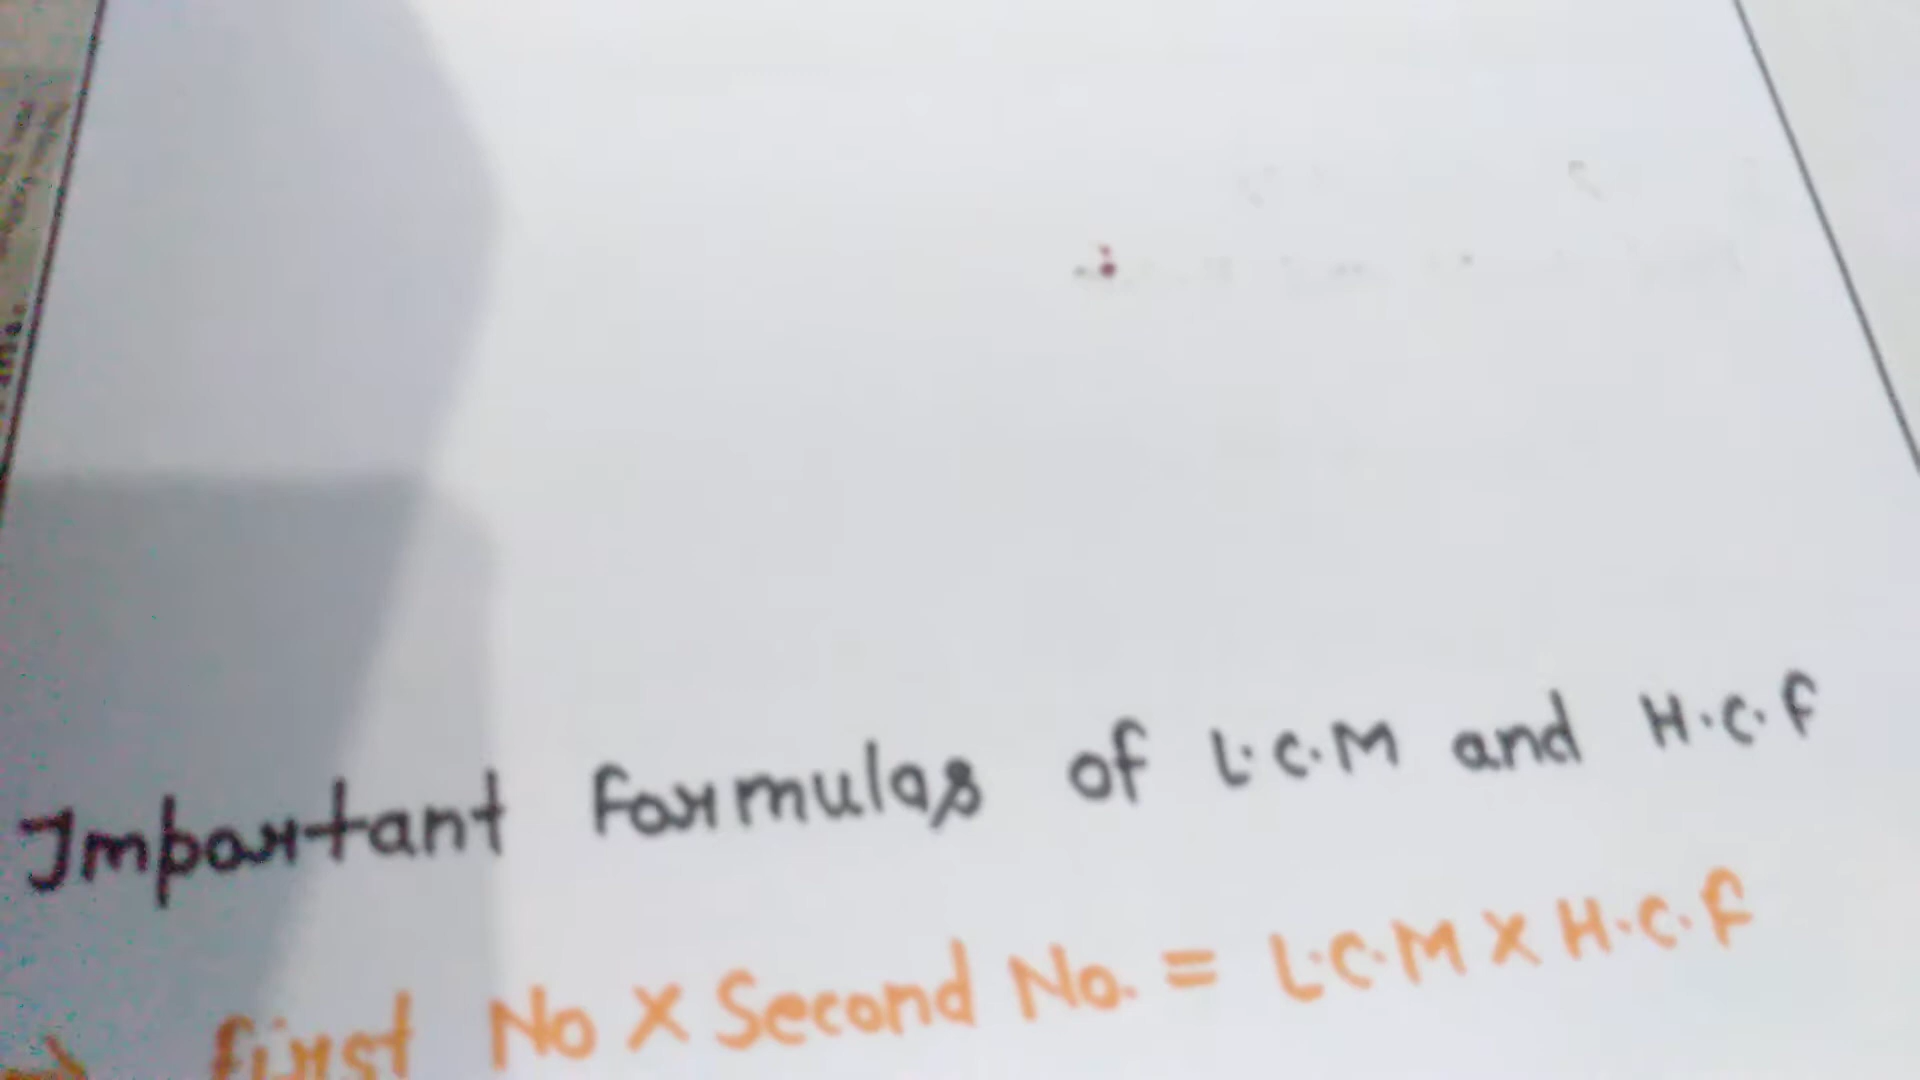 Important formulas of L.C.M and H.C.F
→ first No X Second No. = L.C.M X H.C.F